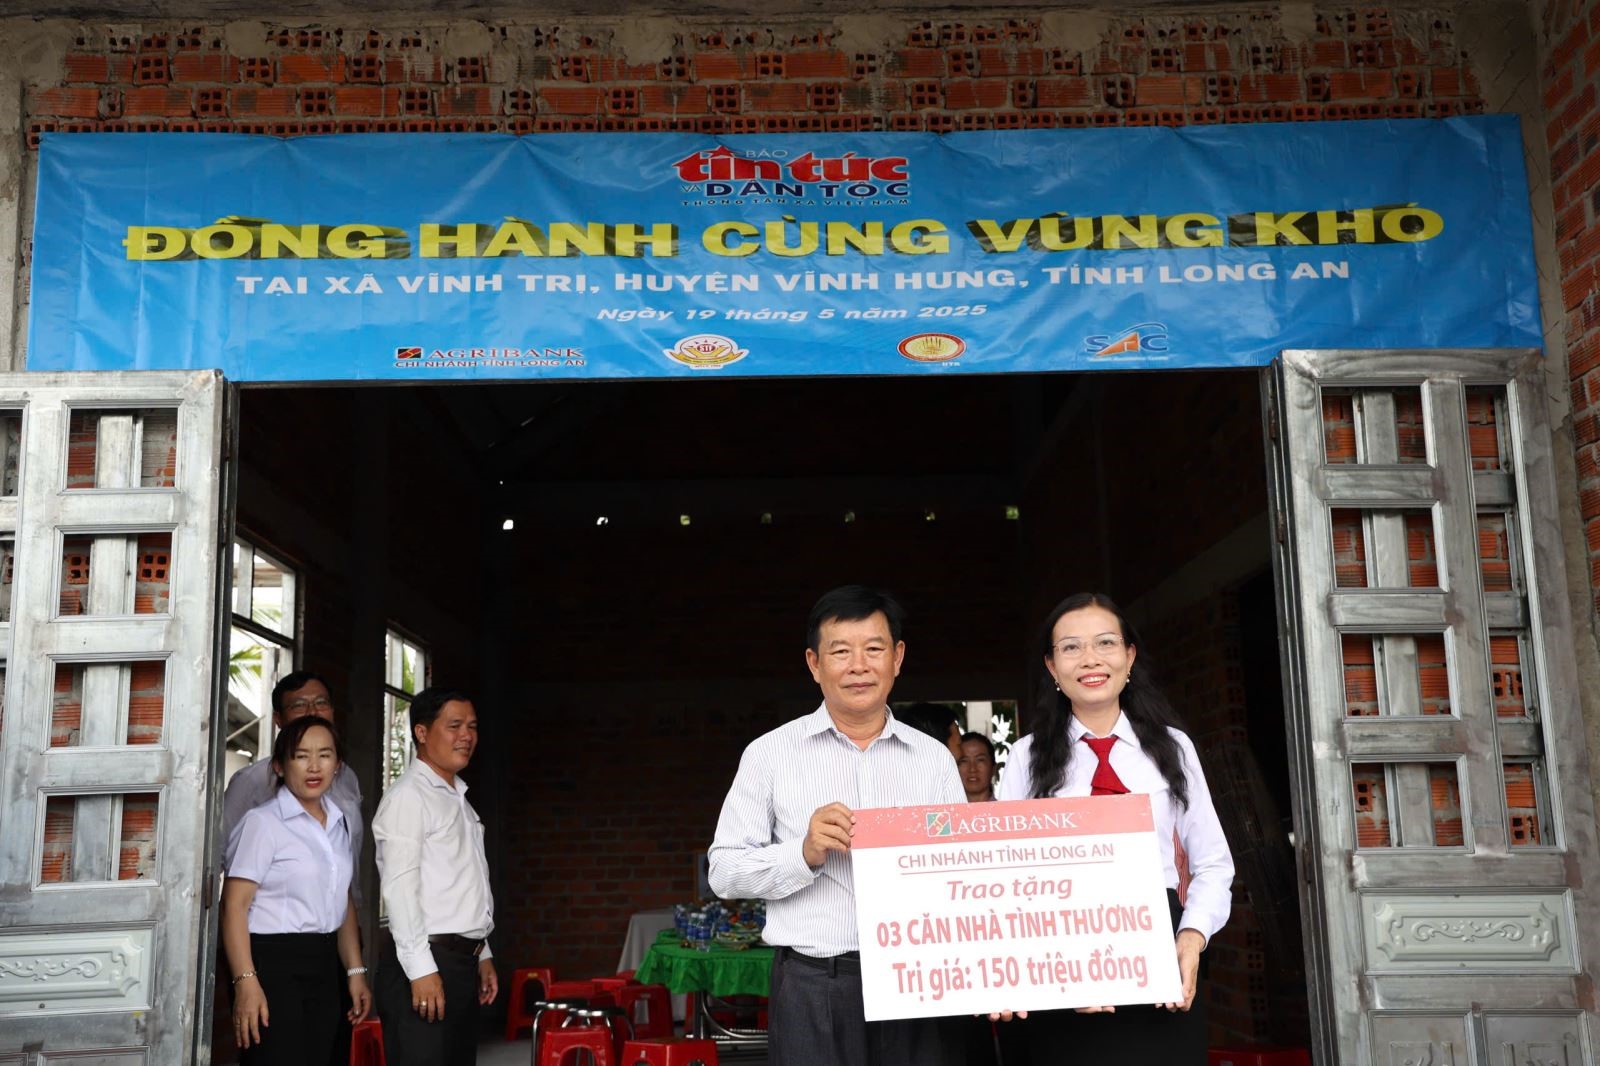 BÁO
tin tức
VÀ DÂN TỘC
THÔNG TẤN XÃ VIỆT NAM
ĐỒNG HÀNH CÙNG VÙNG KHÓ
TẠI XÃ VĨNH TRỊ, HUYỆN VĨNH HƯNG, TỈNH LONG AN
Ngày 19 tháng 5 năm 2025
AGRIBANK
CHI NHÁNH TỈNH LONG AN
STF
SAC
AGRIBANK
CHI NHÁNH TỈNH LONG AN
Trao tặng
03 CĂN NHÀ TÌNH THƯƠNG
Trị giá: 150 triệu đồng